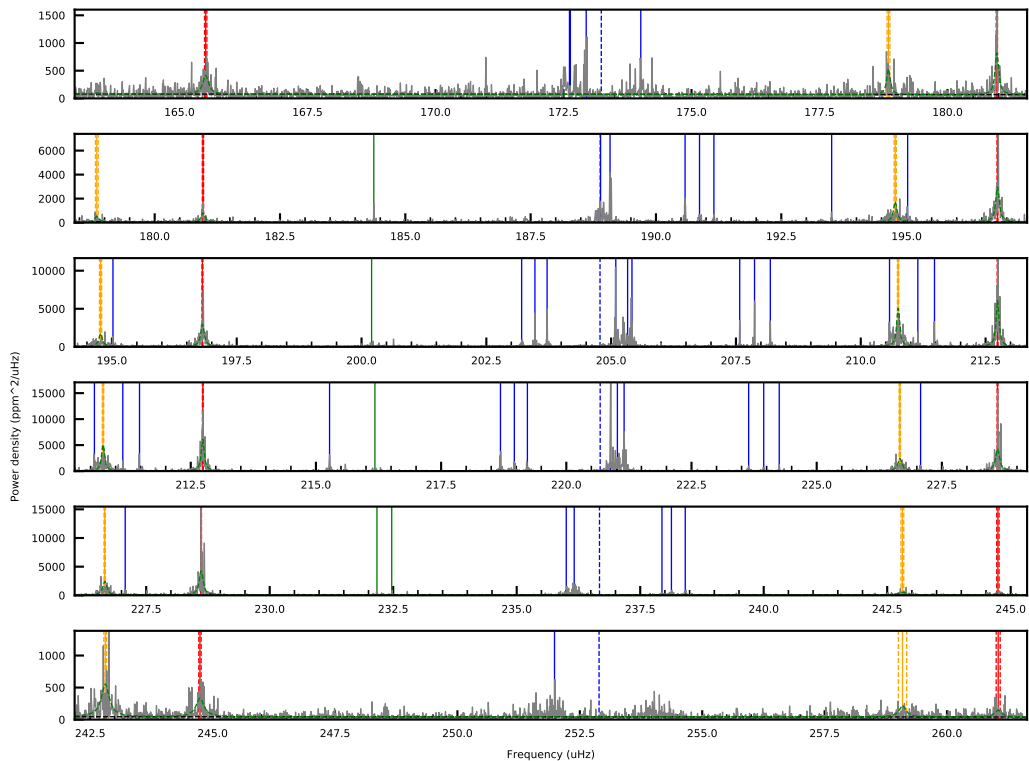 1500
1000
500
0
165.0 167.5 170.0 172.5 175.0 177.5 180.0
6000
4000
2000
0
180.0 182.5 185.0 187.5 190.0 192.5 195.0
10000
5000
0
195.0 197.5 200.0 202.5 205.0 207.5 210.0 212.5
15000
10000
5000
0
212.5 215.0 217.5 220.0 222.5 225.0 227.5
15000
10000
5000
0
227.5 230.0 232.5 235.0 237.5 240.0 242.5 245.0
1000
500
0
242.5 245.0 247.5 250.0 252.5 255.0 257.5 260.0
Power density (ppm^2/uHz)
Frequency (uHz)